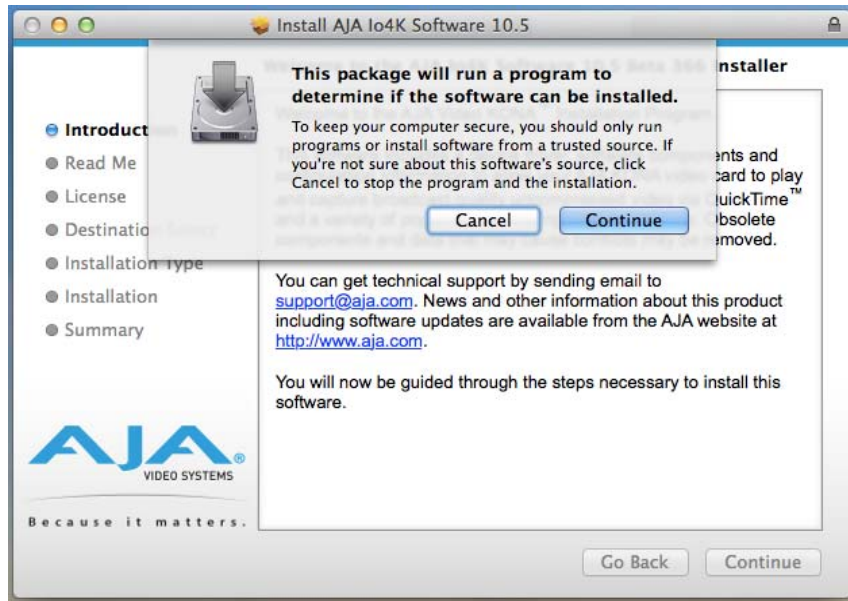 Install AJA Io4K Software 10.5
Installer
This package will run a program to
determine if the software can be installed.
To keep your computer secure, you should only run
programs or install software from a trusted source. If
you're not sure about this software's source, click
Cancel to stop the program and the installation.
Cancel
Continue
Introduct
Read Me
License
Destination
Installation Type
Installation
Summary
ents and
card to play
QuickTime™
Obsolete
emoved.
You can get technical support by sending email to
support@aja.com. News and other information about this product
including software updates are available from the AJA website at
http://www.aja.com.
You will now be guided through the steps necessary to install this
software.
AJA®
VIDEO SYSTEMS
Because it matters.
Go Back
Continue